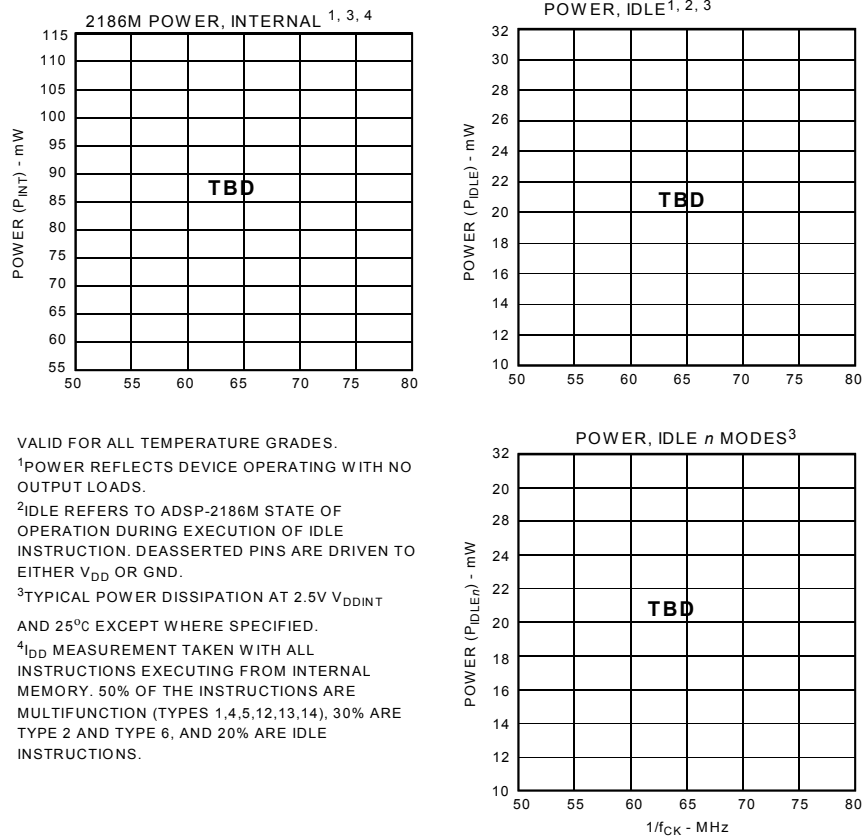 2186M POWER, INTERNAL 1, 3, 4
115
110
105
100
95
90
85
80
75
70
65
60
55
POWER (PINT) - mW
TBD
50 55 60 65 70 75 80
POWER, IDLE1, 2, 3
32
30
28
26
24
22
20
18
16
14
12
10
POWER (PIDLE) - mW
TBD
50 55 60 65 70 75 80
VALID FOR ALL TEMPERATURE GRADES.
1POWER REFLECTS DEVICE OPERATING WITH NO
OUTPUT LOADS.
2IDLE REFERS TO ADSP-2186M STATE OF
OPERATION DURING EXECUTION OF IDLE
INSTRUCTION. DEASSERTED PINS ARE DRIVEN TO
EITHER VDD OR GND.
3TYPICAL POWER DISSIPATION AT 2.5V VDDINT
AND 25°C EXCEPT WHERE SPECIFIED.
4IDD MEASUREMENT TAKEN WITH ALL
INSTRUCTIONS EXECUTING FROM INTERNAL
MEMORY. 50% OF THE INSTRUCTIONS ARE
MULTIFUNCTION (TYPES 1,4,5,12,13,14), 30% ARE
TYPE 2 AND TYPE 6, AND 20% ARE IDLE
INSTRUCTIONS.
POWER, IDLE n MODES3
32
20
28
24
22
20
18
16
14
12
10
POWER (PIDLEn) - mW
TBD
50 55 60 65 70 75 80
1/fCK - MHz